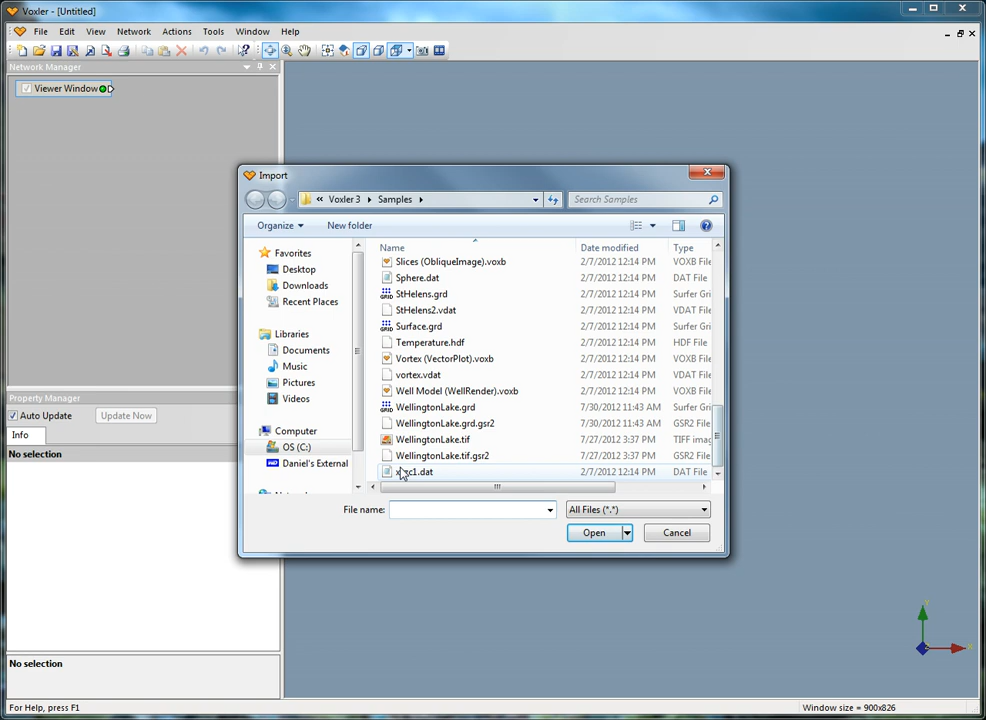 Voxler - [Untitled]
File Edit View Network Actions Tools Window Help
Network Manager
Viewer Window
Import
« Voxler 3 ▸ Samples ▸
Search Samples
Organize New folder
Name Date modified Type
Favorites
Desktop
Downloads
Recent Places
Libraries
Documents
Music
Pictures
Videos
Computer
OS (C:)
Daniel's External
Slices (ObliqueImage).voxb 2/7/2012 12:14 PM VOXB File
Sphere.dat 2/7/2012 12:14 PM DAT File
StHelens.grd 2/7/2012 12:14 PM Surfer Gri
StHelens2.vdat 2/7/2012 12:14 PM VDAT File
Surface.grd 2/7/2012 12:14 PM Surfer Gri
Temperature.hdf 2/7/2012 12:14 PM HDF File
Vortex (VectorPlot).voxb 2/7/2012 12:14 PM VOXB File
vortex.vdat 2/7/2012 12:14 PM VDAT File
Well Model (WellRender).voxb 2/7/2012 12:14 PM VOXB File
WellingtonLake.grd 7/30/2012 11:43 AM Surfer Gri
WellingtonLake.grd.gsr2 7/30/2012 11:43 AM GSR2 File
WellingtonLake.tif 7/27/2012 3:37 PM TIFF imag
WellingtonLake.tif.gsr2 7/27/2012 3:37 PM GSR2 File
2/7/2012 12:14 PM DAT File
File name: All Files (*.*)
Open Cancel
Property Manager
Auto Update Update Now
Info
No selection
No selection
For Help, press F1 Window size = 900x826